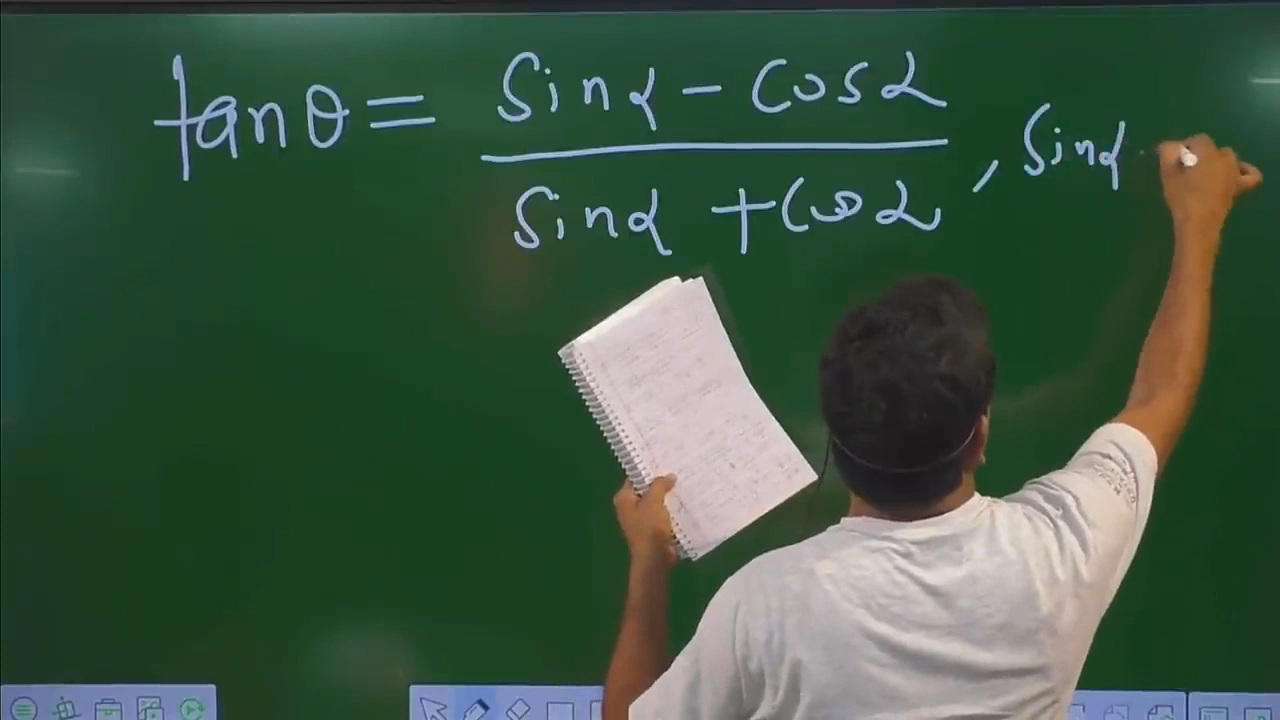 tanθ = (sinα - cosα) / (sinα + cosα), sinα